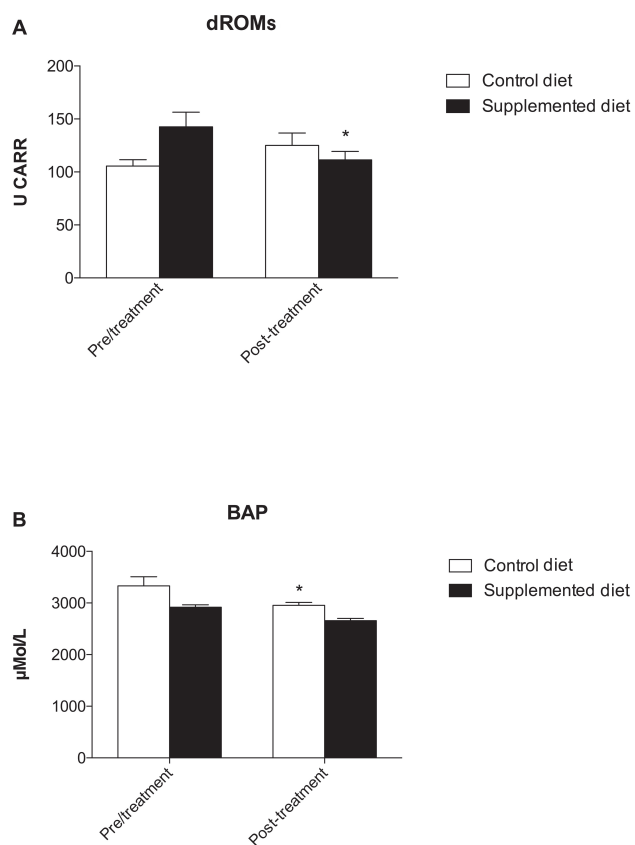 A
dROMs
U CARR
200
150
100
50
0
*
Control diet
Supplemented diet
Pre/treatment
Post-treatment
B
BAP
µMol/L
4000
3000
2000
1000
0
*
Control diet
Supplemented diet
Pre/treatment
Post-treatment